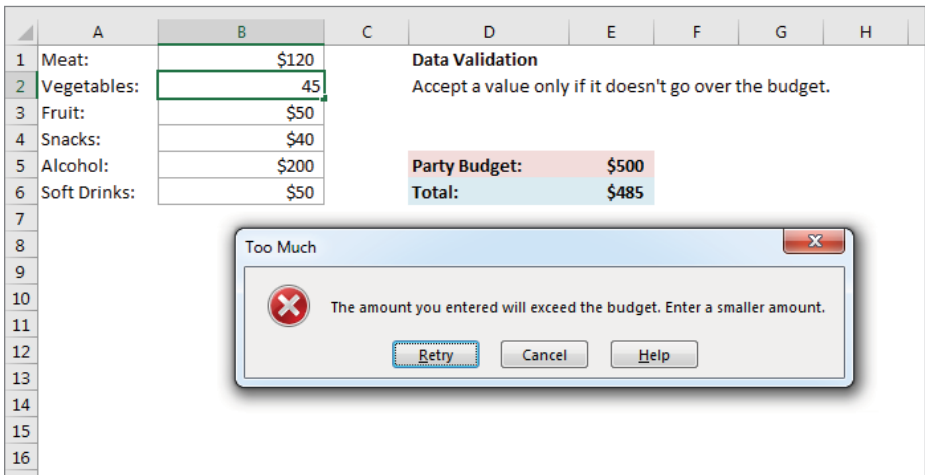 A B C D E F G H
1 Meat: $120 Data Validation
2 Vegetables: 45 Accept a value only if it doesn't go over the budget.
3 Fruit: $50
4 Snacks: $40
5 Alcohol: $200 Party Budget: $500
6 Soft Drinks: $50 Total: $485
7
8 Too Much
9
10 The amount you entered will exceed the budget. Enter a smaller amount.
11
12 Retry Cancel Help
13
14
15
16